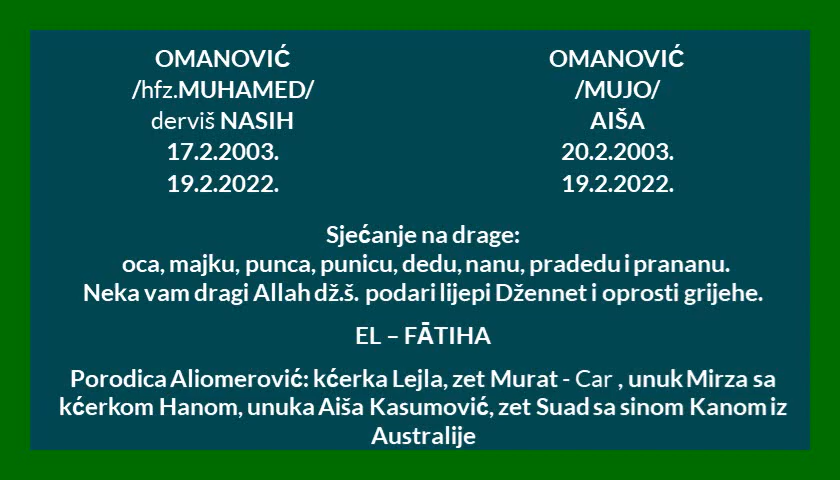 OMANOVIĆ
/hfz.MUHAMED/
derviš NASIH
17.2.2003.
19.2.2022.
OMANOVIĆ
/MUJO/
AIŠA
20.2.2003.
19.2.2022.
Sjećanje na drage:
oca, majku, punca, punicu, dedu, nanu, pradedu i prananu.
Neka vam dragi Allah dž.š. podari lijepi Džennet i oprosti grijehe.
EL – FĀTIHA
Porodica Aliomerović: kćerka Lejla, zet Murat - Car , unuk Mirza sa
kćerkom Hanom, unuka Aiša Kasumović, zet Suad sa sinom Kanom iz
Australije